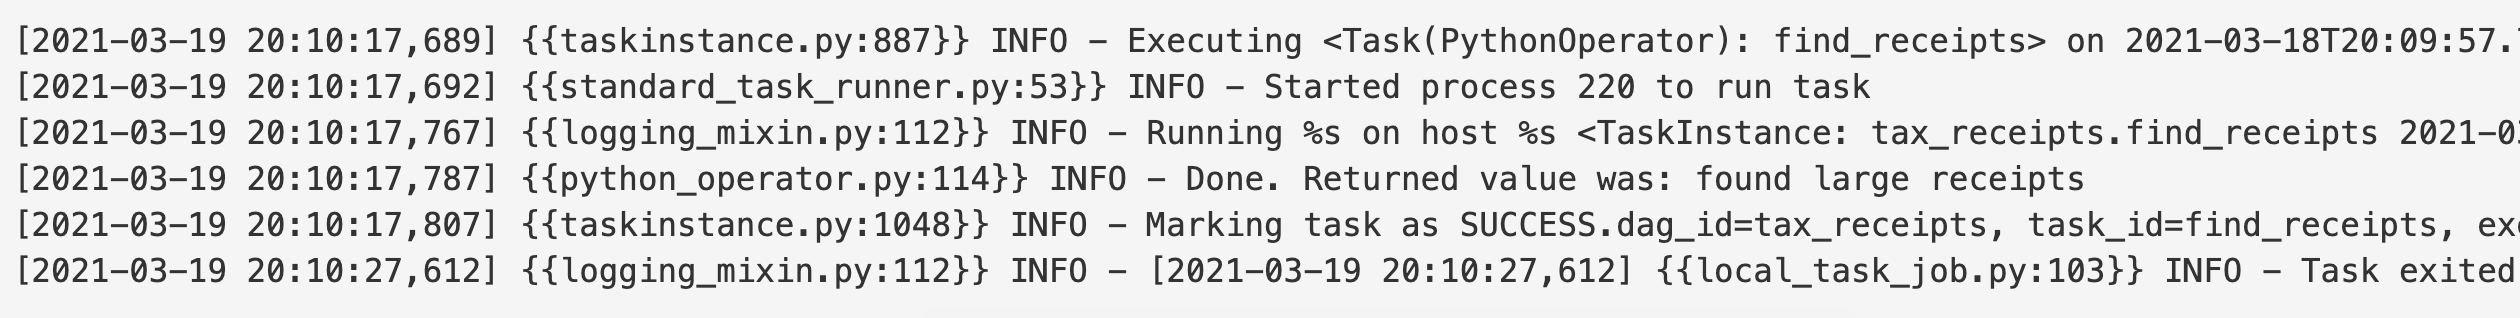 [2021-03-19 20:10:17,689] {{taskinstance.py:887}} INFO - Executing <Task(PythonOperator): find_receipts> on 2021-03-18T20:09:57.
[2021-03-19 20:10:17,692] {{standard_task_runner.py:53}} INFO - Started process 220 to run task
[2021-03-19 20:10:17,767] {{logging_mixin.py:112}} INFO - Running %s on host %s <TaskInstance: tax_receipts.find_receipts 2021-0
[2021-03-19 20:10:17,787] {{python_operator.py:114}} INFO - Done. Returned value was: found large receipts
[2021-03-19 20:10:17,807] {{taskinstance.py:1048}} INFO - Marking task as SUCCESS.dag_id=tax_receipts, task_id=find_receipts, exe
[2021-03-19 20:10:27,612] {{logging_mixin.py:112}} INFO - [2021-03-19 20:10:27,612] {{local_task_job.py:103}} INFO - Task exited